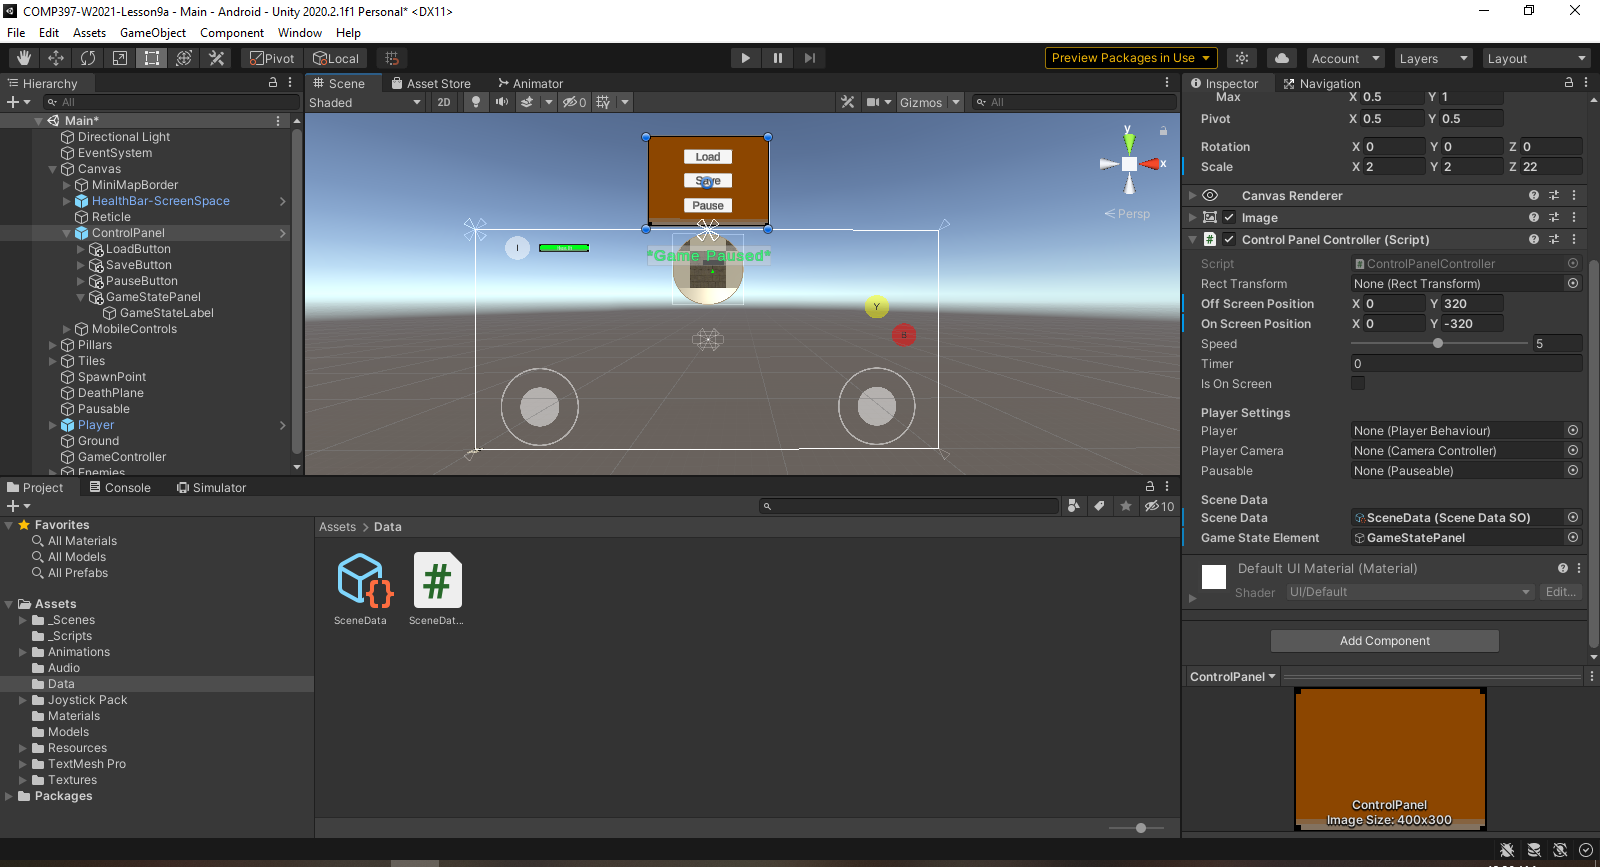 COMP397-W2021-Lesson9a - Main - Android - Unity 2020.2.1f1 Personal* <DX11>
File Edit Assets GameObject Component Window Help
Pivot Local Preview Packages in Use Account Layers Layout
Hierarchy
All
Main*
Directional Light
EventSystem
Canvas
MiniMapBorder
HealthBar-ScreenSpace
Reticle
ControlPanel
LoadButton
SaveButton
PauseButton
GameStatePanel
GameStateLabel
MobileControls
Pillars
Tiles
SpawnPoint
DeathPlane
Pausable
Player
Ground
GameController
Enemies
Scene Asset Store Animator
Shaded 2D 0 Gizmos All
Load
Save
Pause
"Game Paused"
I
Y
y
x
Persp
Inspector Navigation
Max X 0.5 Y 1
Pivot X 0.5 Y 0.5
Rotation X 0 Y 0 Z 0
Scale X 2 Y 2 Z 22
Canvas Renderer
Image
Control Panel Controller (Script)
Script ControlPanelController
Rect Transform None (Rect Transform)
Off Screen Position X 0 Y 320
On Screen Position X 0 Y -320
Speed 5
Timer 0
Is On Screen
Player Settings
Player None (Player Behaviour)
Player Camera None (Camera Controller)
Pausable None (Pauseable)
Scene Data
Scene Data SceneData (Scene Data SO)
Game State Element GameStatePanel
Default UI Material (Material)
Shader UI/Default Edit...
Add Component
ControlPanel
ControlPanel
Image Size: 400x300
Project Console Simulator
10
Favorites
All Materials
All Models
All Prefabs
Assets
_Scenes
_Scripts
Animations
Audio
Data
Joystick Pack
Materials
Models
Resources
TextMesh Pro
Textures
Packages
Assets > Data
SceneData SceneDat...